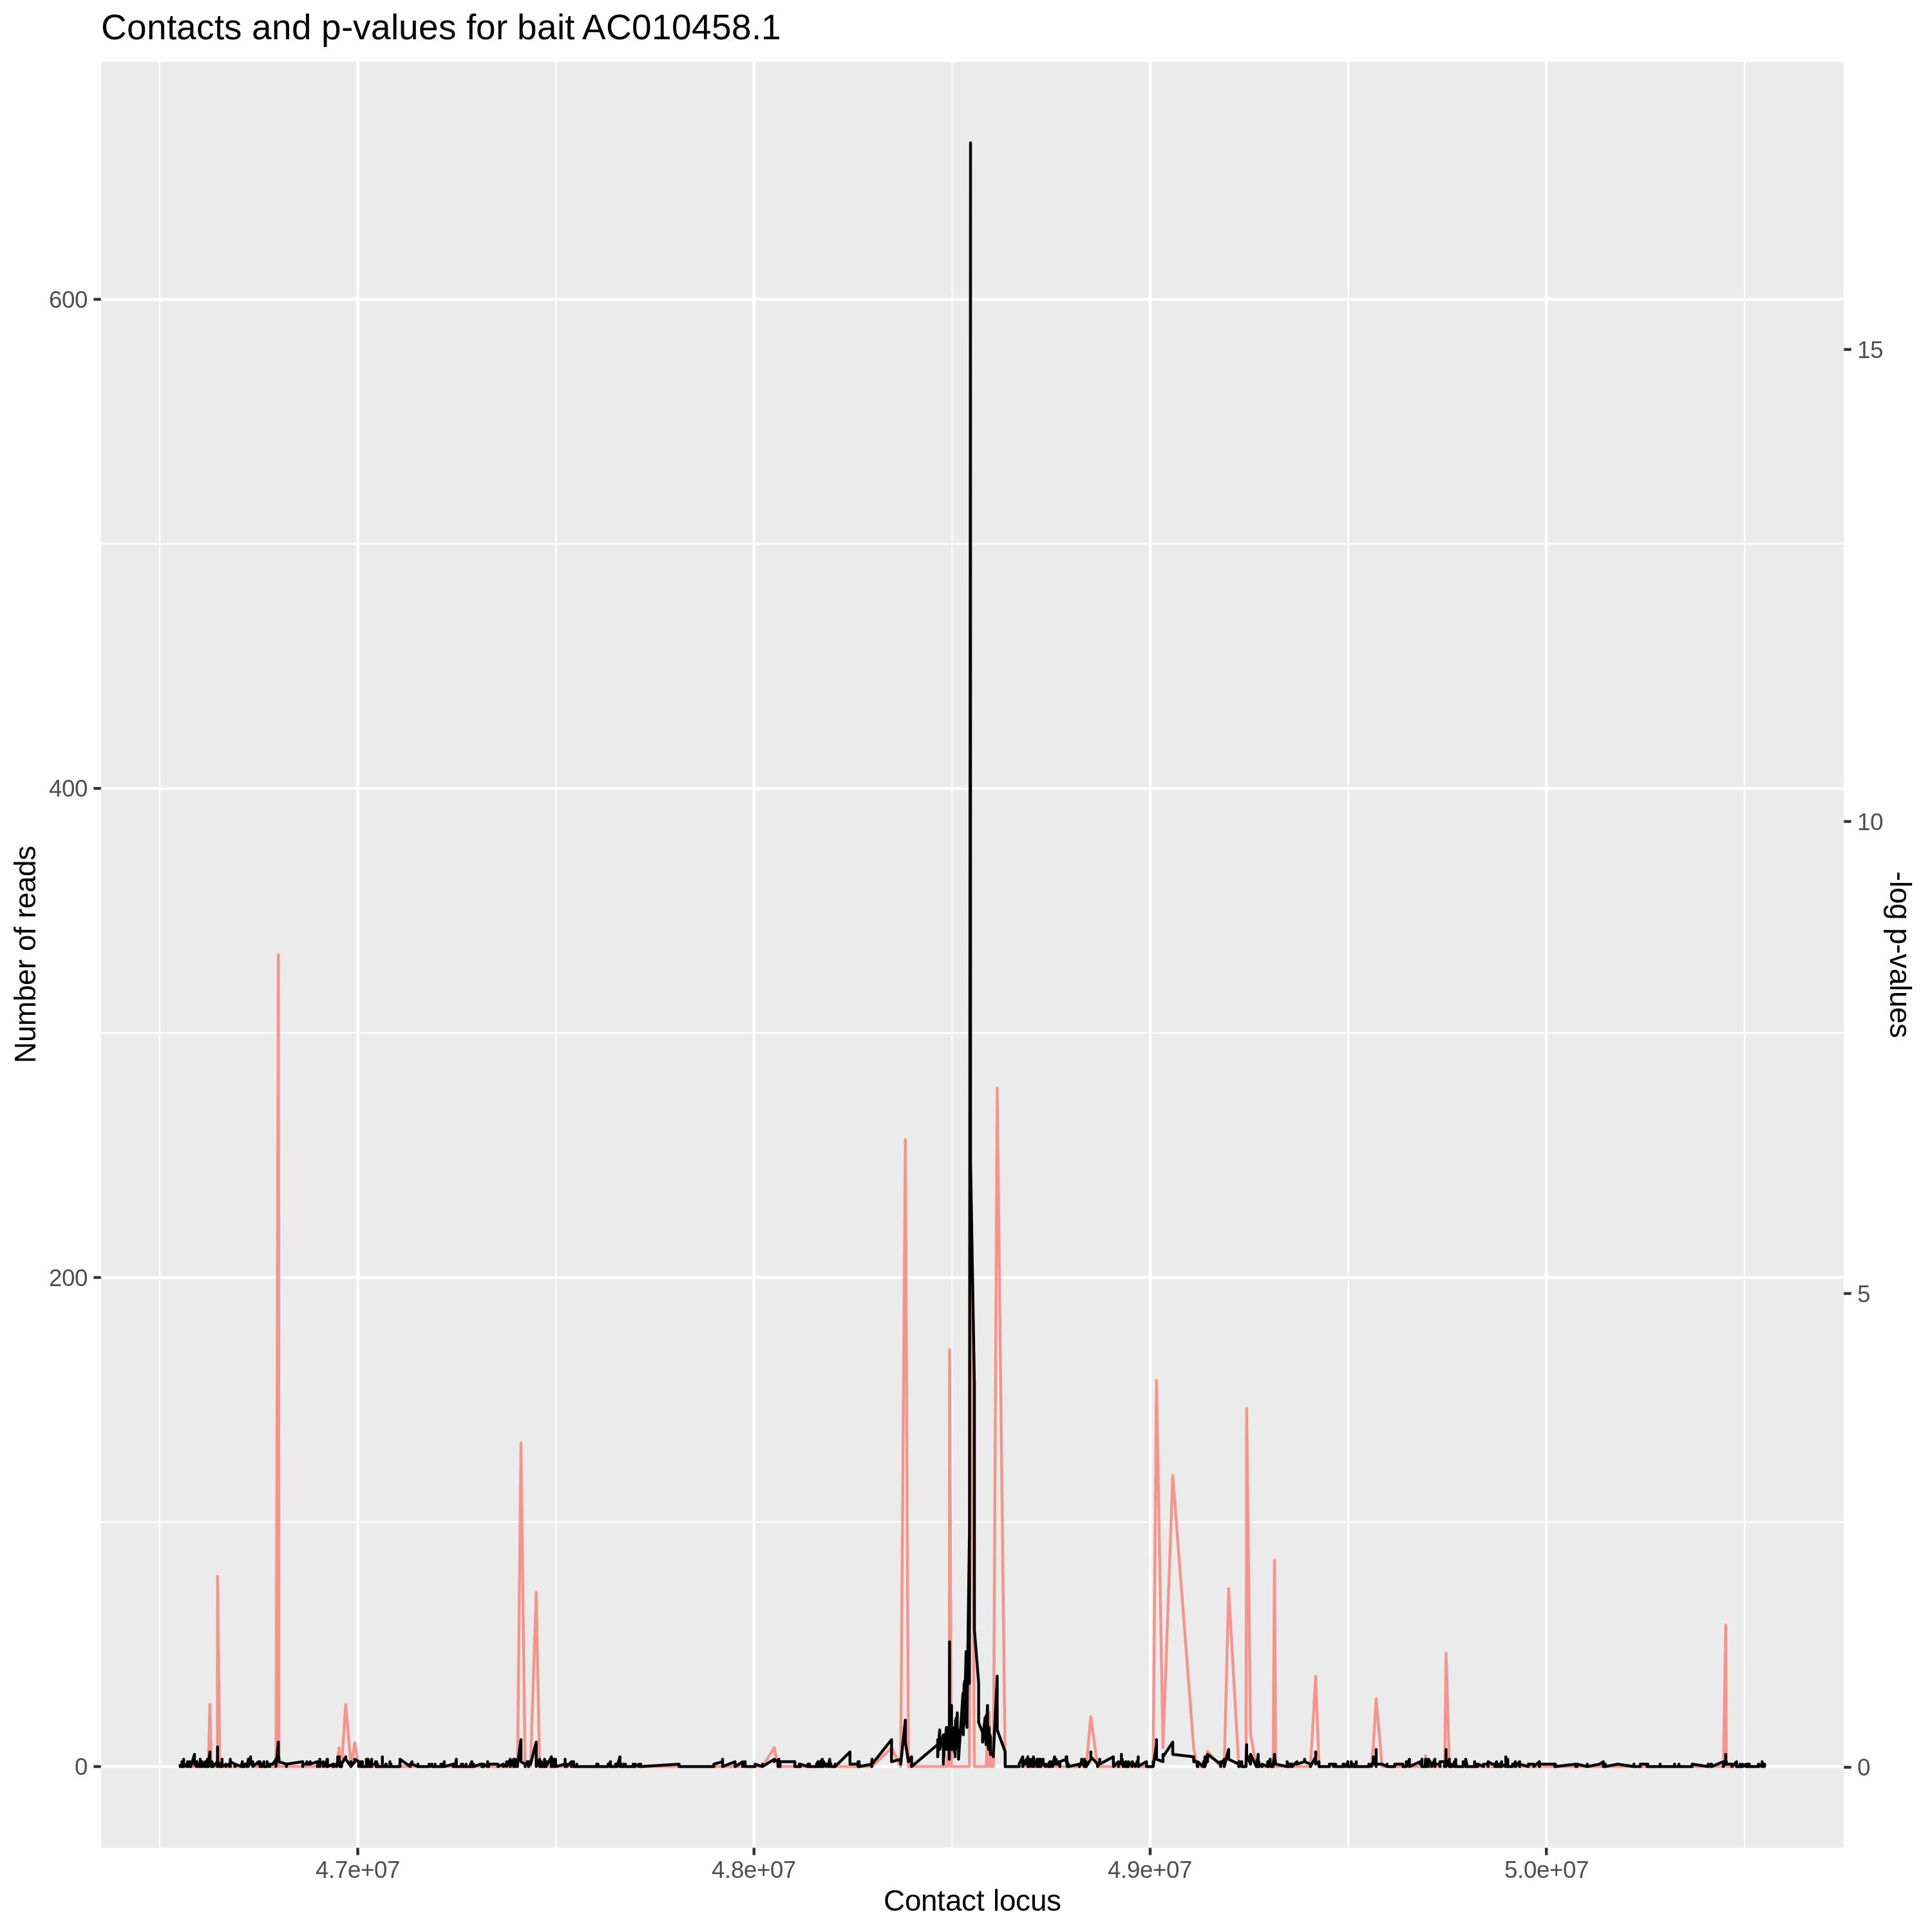 Contacts and p-values for bait AC010458.1
600
400
200
0
Number of reads
15
10
5
0
-log p-values
4.7e+07
4.8e+07
4.9e+07
5.0e+07
Contact locus